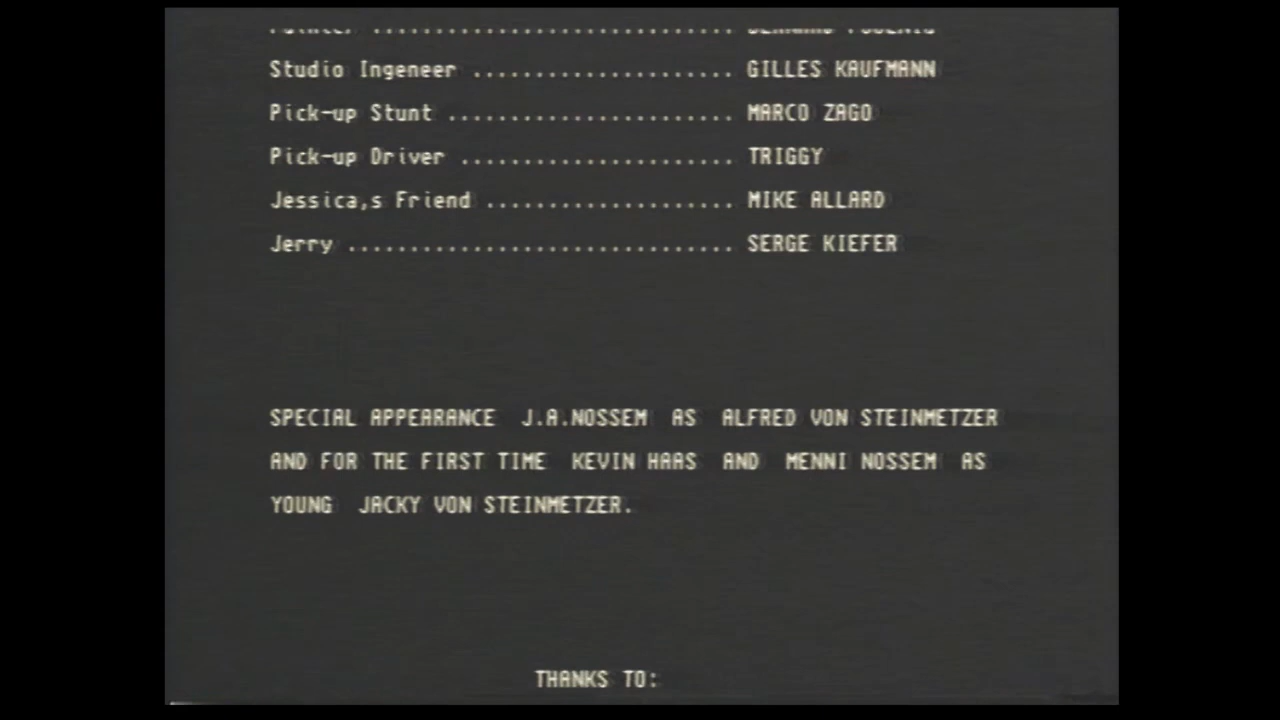 Studio Ingeneer ..................... GILLES KAUFMANN
Pick-up Stunt ....................... MARCO ZAGO
Pick-up Driver ...................... TRIGGY
Jessica,s Friend .................... MIKE ALLARD
Jerry ............................... SERGE KIEFER
SPECIAL APPEARANCE J.A.NOSSEM AS ALFRED VON STEINMETZER
AND FOR THE FIRST TIME KEVIN HAAS AND MENNI NOSSEM AS
YOUNG JACKY VON STEINMETZER.
THANKS TO: